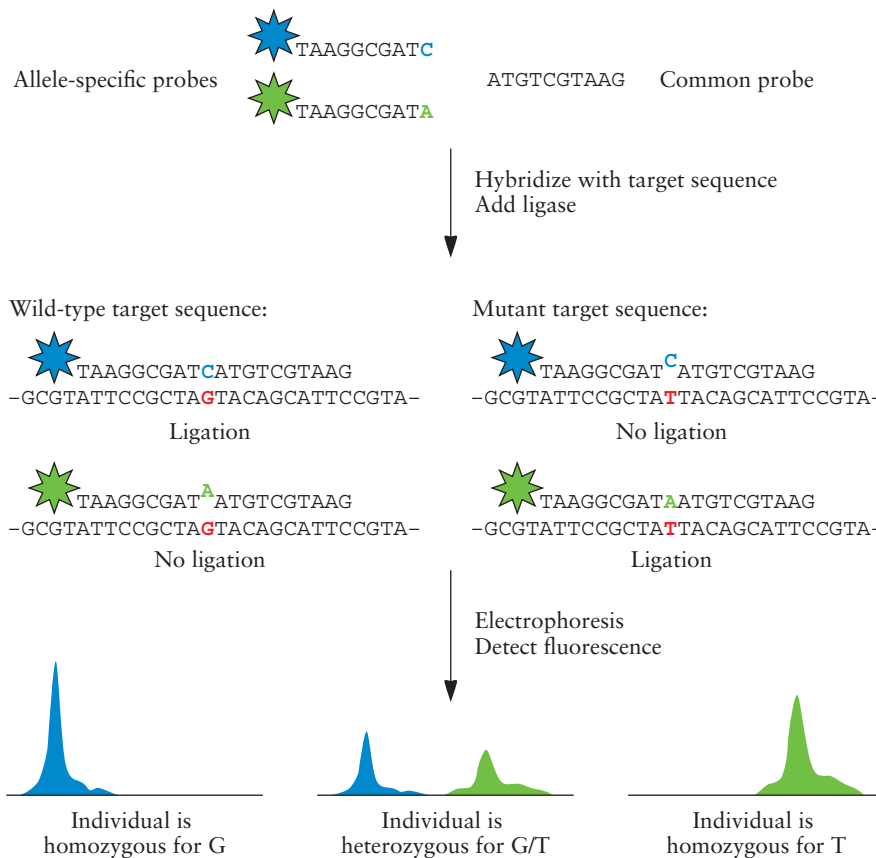 TAAGGCGATC
Allele-specific probes
ATGTCGTAAG Common probe
TAAGGCGATA
Hybridize with target sequence
Add ligase
Wild-type target sequence:
TAAGGCGATCATGTCGTAAG
–GCGTATTCCGCTAGTACAGCATTCCGTA–
Ligation
TAAGGCGATAATGTCGTAAG
–GCGTATTCCGCTAGTACAGCATTCCGTA–
No ligation
Mutant target sequence:
TAAGGCGATCATGTCGTAAG
–GCGTATTCCGCTATTACAGCATTCCGTA–
No ligation
TAAGGCGATAATGTCGTAAG
–GCGTATTCCGCTATTACAGCATTCCGTA–
Ligation
Electrophoresis
Detect fluorescence
Individual is
homozygous for G
Individual is
heterozygous for G/T
Individual is
homozygous for T